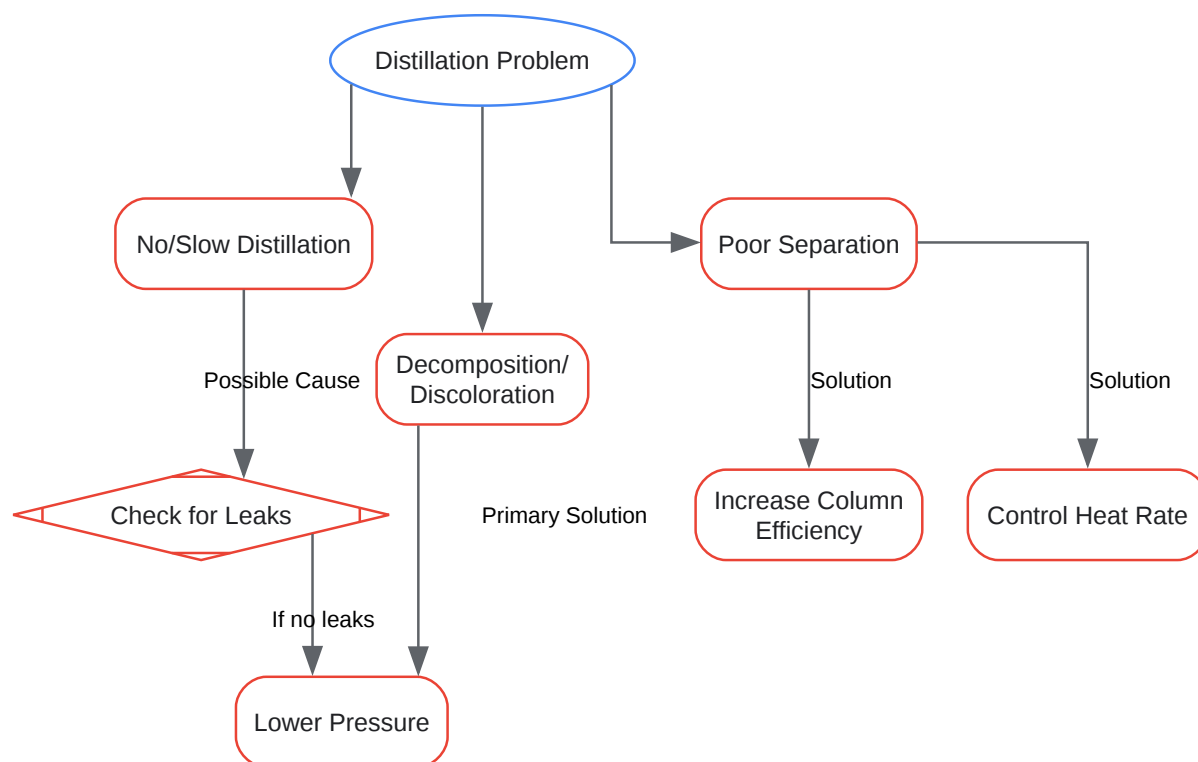 Distillation Problem
No/Slow Distillation
Poor Separation
Decomposition/
Discoloration
Possible Cause
Solution
Solution
Check for Leaks
Primary Solution
Increase Column
Efficiency
Control Heat Rate
If no leaks
Lower Pressure